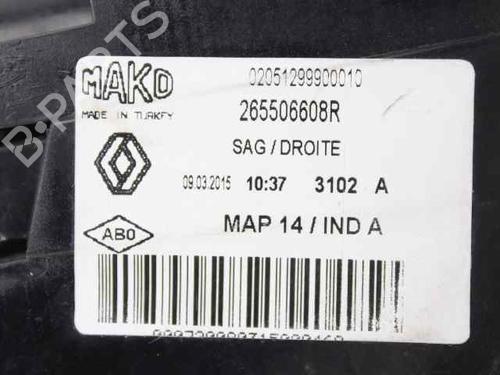 B-PARTS
MAKO
MADE IN TURKEY
02051299900010
265506608R
SAG / DROITE
09.03.2015 10:37 3102 A
ABO
MAP 14 / IND A